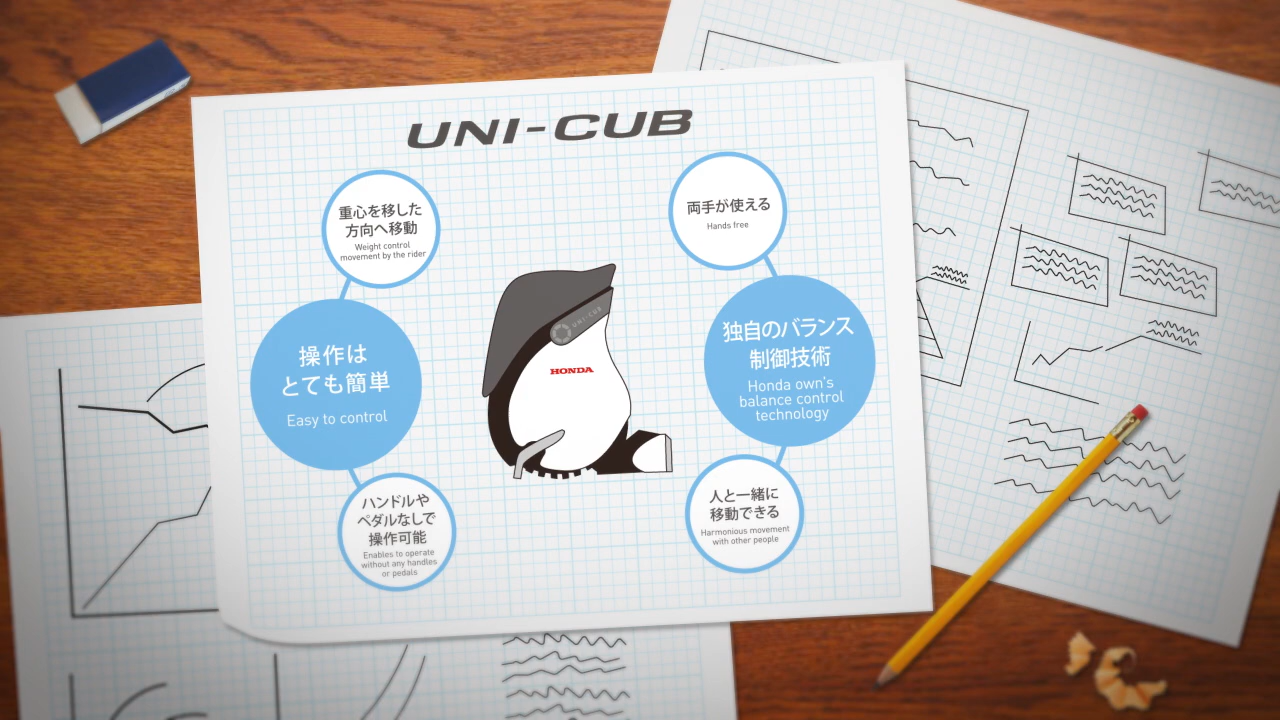 UNI-CUB
重心を移した
方向へ移動
Weight control
movement by the rider
操作は
とても簡単
Easy to control
ハンドルや
ペダルなしで
操作可能
Enables to operate
without any handles
or pedals
UNI-CUB
HONDA
両手が使える
Hands free
独自のバランス
制御技術
Honda own's
balance control
technology
人と一緒に
移動できる
Harmonious movement
with other people